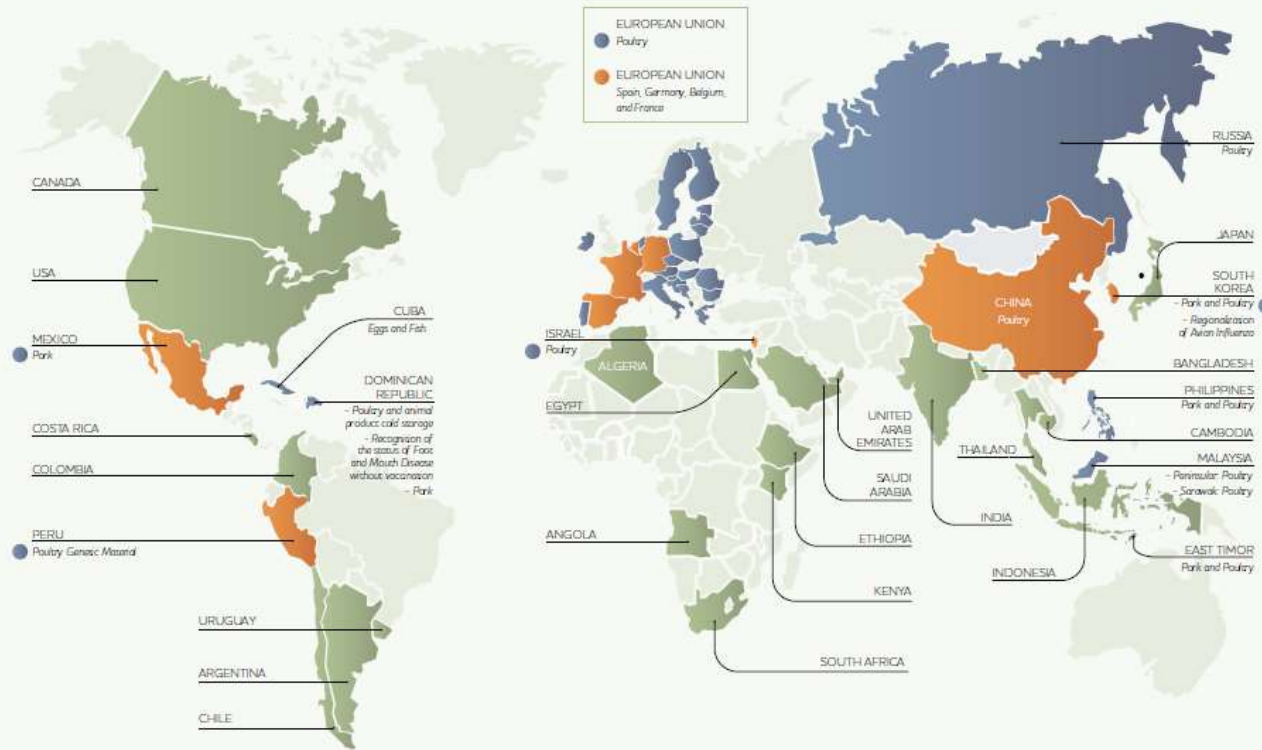 EUROPEAN UNION
Poultry
EUROPEAN UNION
Spain, Germany, Belgium,
and France
CANADA
USA
MEXICO
Pork
CUBA
Eggs and Fish
DOMINICAN
REPUBLIC
- Poultry and animal
product cold storage
- Recognition of
the status of Foot
and Mouth Disease
without vaccination
- Pork
COSTA RICA
COLOMBIA
PERU
Poultry Genetic Material
URUGUAY
ARGENTINA
CHILE
ISRAEL
Poultry
ALGERIA
EGYPT
UNITED
ARAB
EMIRATES
SAUDI
ARABIA
ANGOLA
ETHIOPIA
KENYA
SOUTH AFRICA
INDIA
RUSSIA
Poultry
JAPAN
SOUTH
KOREA
- Pork and Poultry
- Regionalization
of Avian Influenza
CHINA
Poultry
BANGLADESH
PHILIPPINES
Pork and Poultry
CAMBODIA
THAILAND
MALAYSIA
- Peninsular: Poultry
- Sarawak: Poultry
EAST TIMOR
Pork and Poultry
INDONESIA